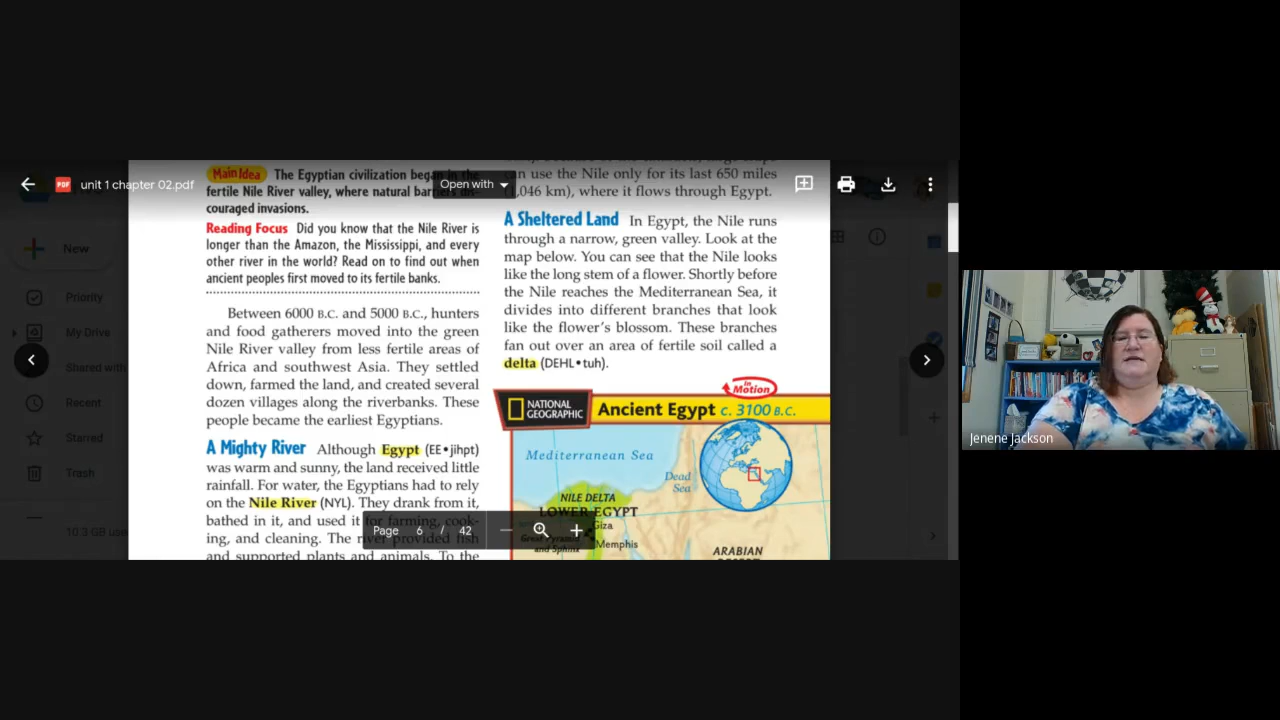 unit 1 chapter 02.pdf
Open with
New
Priority
My Drive
Shared with
Recent
Starred
Trash
10.3 GB use
Main Idea The Egyptian civilization began in the
fertile Nile River valley, where natural barriers dis-
couraged invasions.
Reading Focus Did you know that the Nile River is
longer than the Amazon, the Mississippi, and every
other river in the world? Read on to find out when
ancient peoples first moved to its fertile banks.
Between 6000 B.C. and 5000 B.C., hunters
and food gatherers moved into the green
Nile River valley from less fertile areas of
Africa and southwest Asia. They settled
down, farmed the land, and created several
dozen villages along the riverbanks. These
people became the earliest Egyptians.
A Mighty River Although Egypt (EE•jihpt)
was warm and sunny, the land received little
rainfall. For water, the Egyptians had to rely
on the Nile River (NYL). They drank from it,
bathed in it, and used it for farming, cook-
ing, and cleaning. The river provided fish
and supported plants and animals. To the
can use the Nile only for its last 650 miles
(1,046 km), where it flows through Egypt.
A Sheltered Land In Egypt, the Nile runs
through a narrow, green valley. Look at the
map below. You can see that the Nile looks
like the long stem of a flower. Shortly before
the Nile reaches the Mediterranean Sea, it
divides into different branches that look
like the flower's blossom. These branches
fan out over an area of fertile soil called a
delta (DEHL•tuh).
In Motion
NATIONAL
GEOGRAPHIC
Ancient Egypt c. 3100 B.C.
Mediterranean Sea
Dead
Sea
NILE DELTA
LOWER EGYPT
Giza
Great Pyramid
and Sphinx
Memphis
ARABIAN
Page 6 / 42
Jenene Jackson